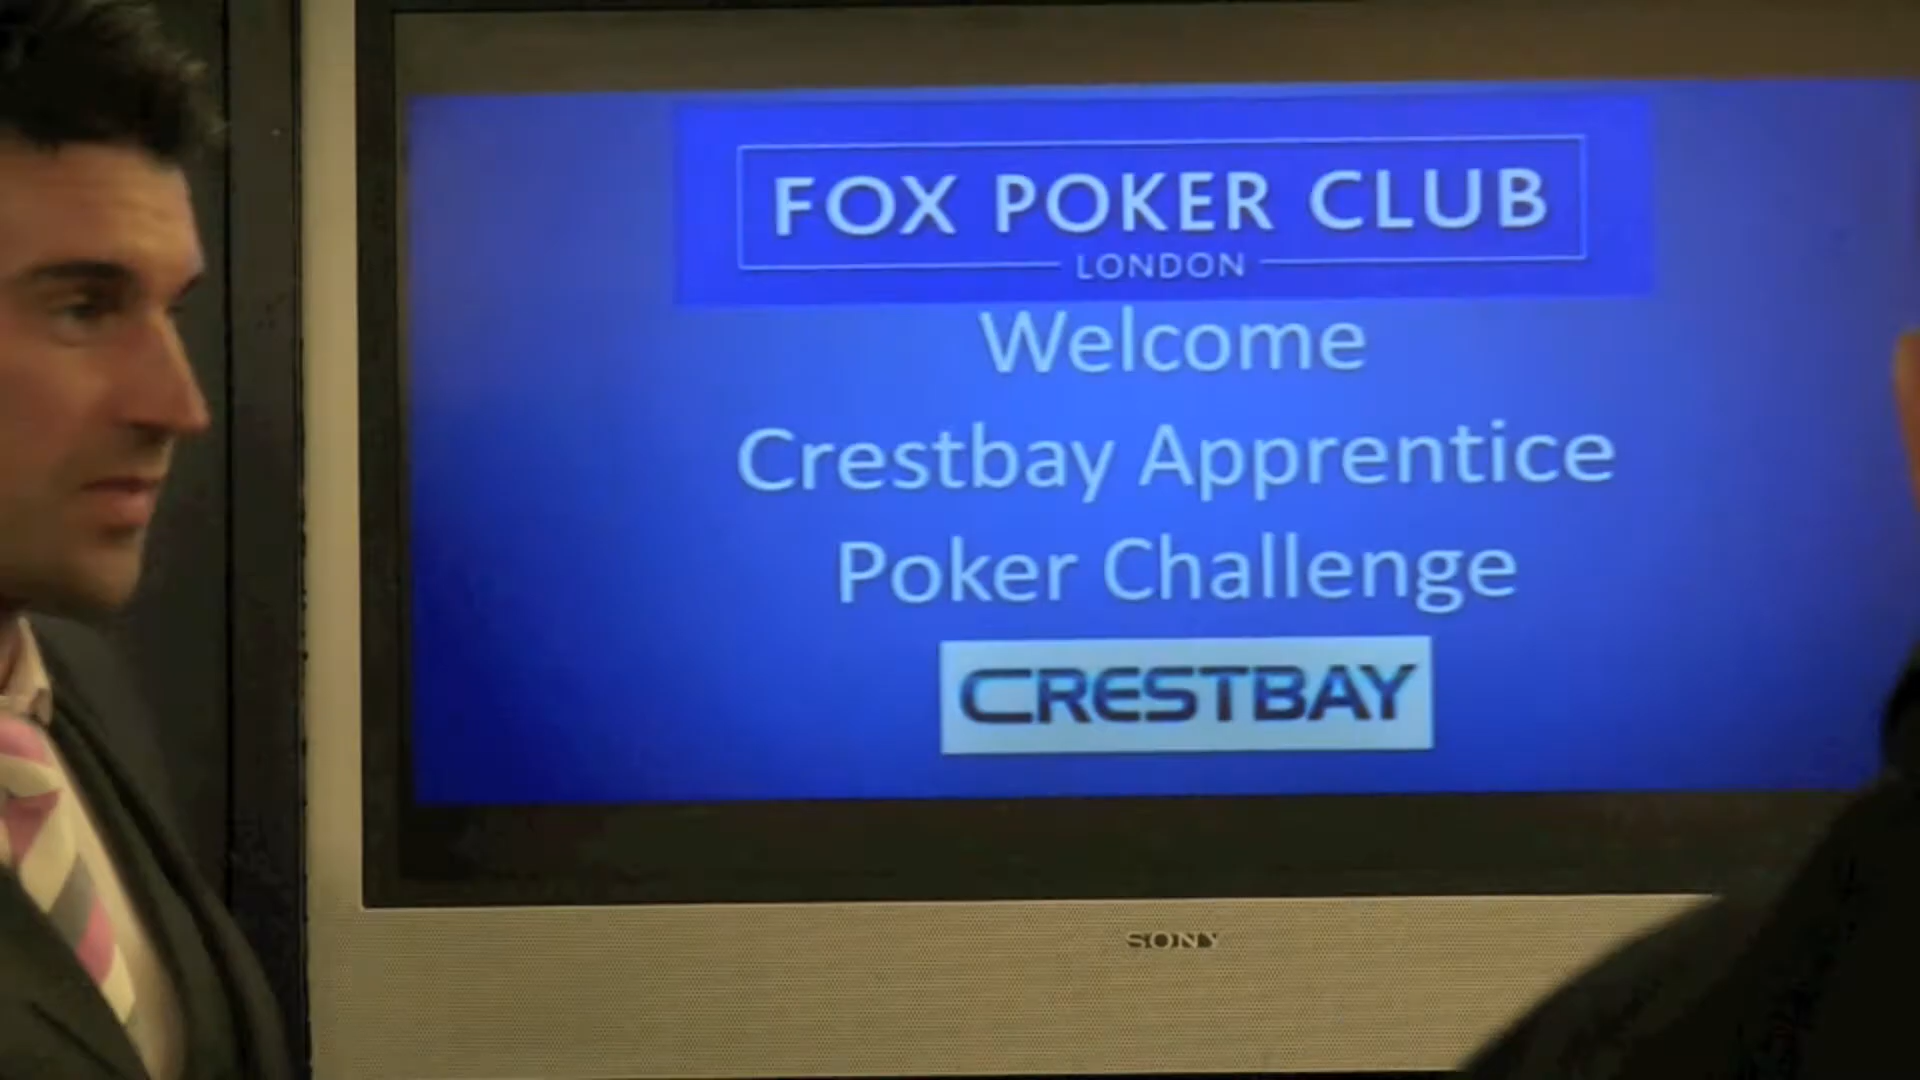 FOX POKER CLUB
LONDON
Welcome
Crestbay Apprentice
Poker Challenge
CRESTBAY
SONY